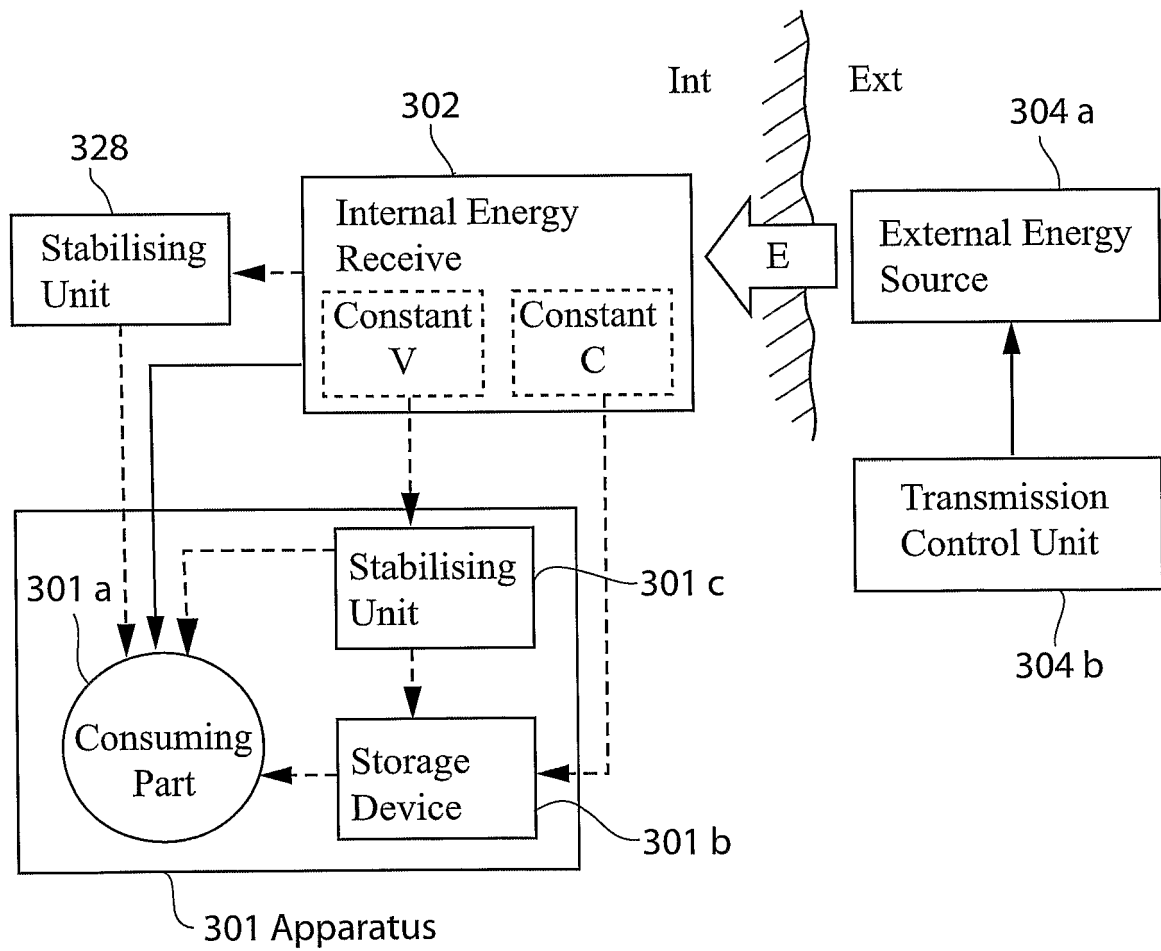 Int
Ext
302
304 a
328
Internal Energy
Receive
External Energy
Source
Stabilising
Unit
E
Constant
V
Constant
C
Transmission
Control Unit
301 a
Stabilising
Unit
301 c
304 b
Consuming
Part
Storage
Device
301 b
301 Apparatus